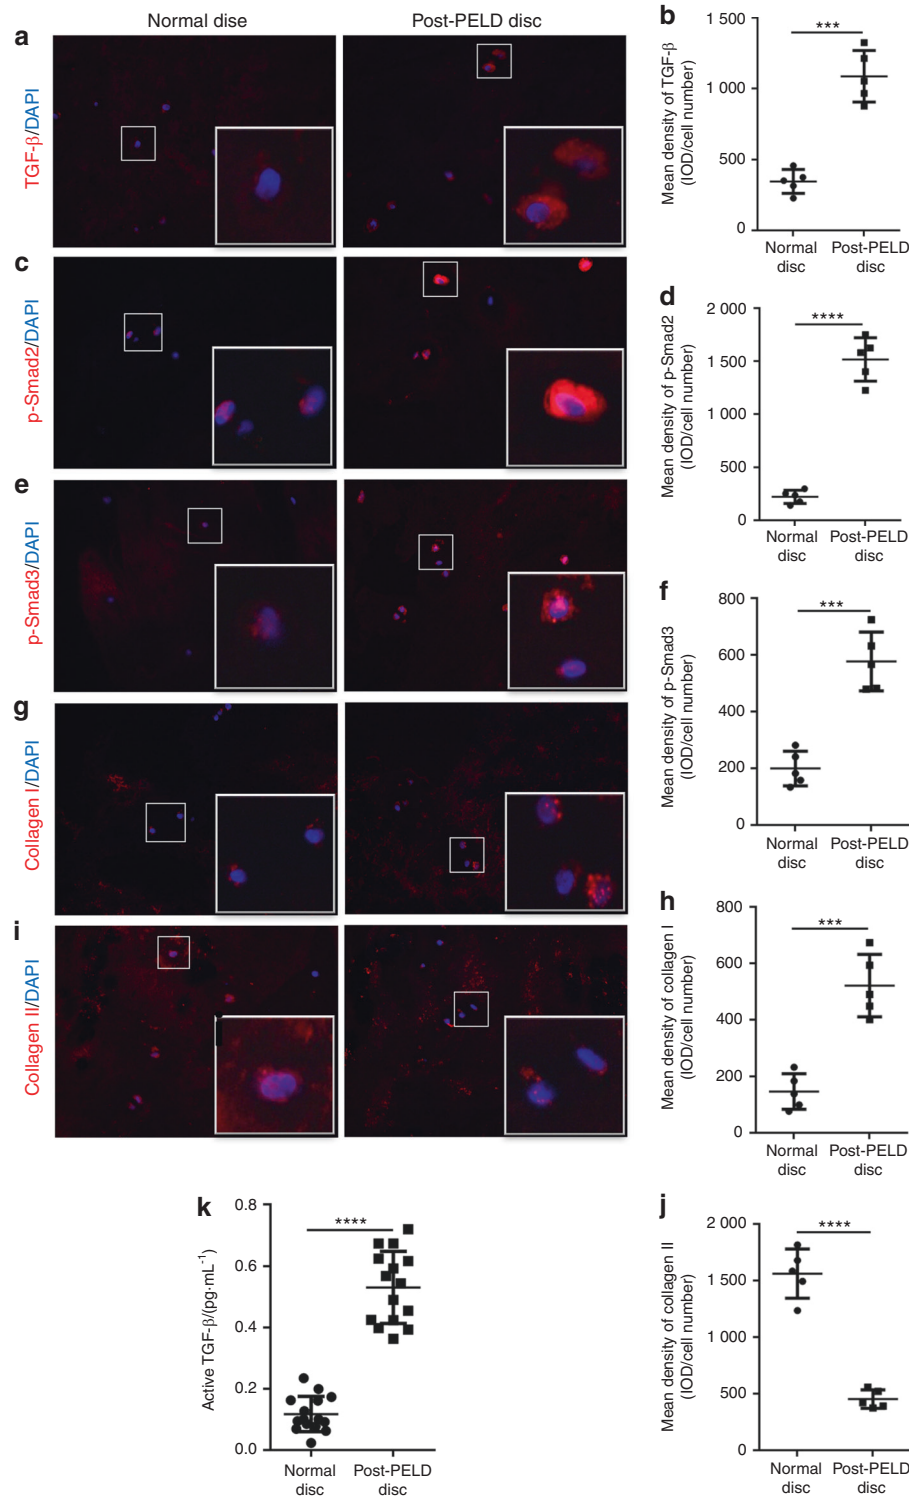 Normal dise
Post-PELD disc
a
TGF-β/DAPI
b
Mean density of TGF-β
(IOD/cell number)
1 500
1 000
500
0
***
Normal
disc
Post-PELD
disc
c
p-Smad2/DAPI
d
Mean density of p-Smad2
(IOD/cell number)
2 000
1 500
1 000
500
0
****
Normal
disc
Post-PELD
disc
e
p-Smad3/DAPI
f
Mean density of p-Smad3
(IOD/cell number)
800
600
400
200
0
***
Normal
disc
Post-PELD
disc
g
Collagen I/DAPI
h
Mean density of collagen I
(IOD/cell number)
800
600
400
200
0
***
Normal
disc
Post-PELD
disc
i
Collagen II/DAPI
j
Mean density of collagen II
(IOD/cell number)
2 000
1 500
1 000
500
0
****
Normal
disc
Post-PELD
disc
k
Active TGF-β/(pg·mL⁻¹)
0.8
0.6
0.4
0.2
0.0
****
Normal
disc
Post-PELD
disc